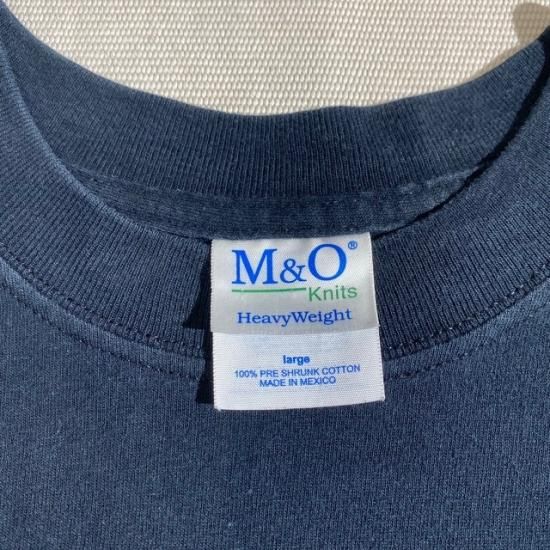 M&O®
Knits
HeavyWeight
large
100% PRE SHRUNK COTTON
MADE IN MEXICO